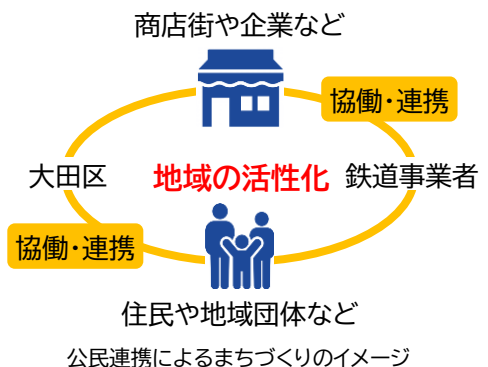 商店街や企業など
協働・連携
大田区
地域の活性化
鉄道事業者
協働・連携
住民や地域団体など
公民連携によるまちづくりのイメージ